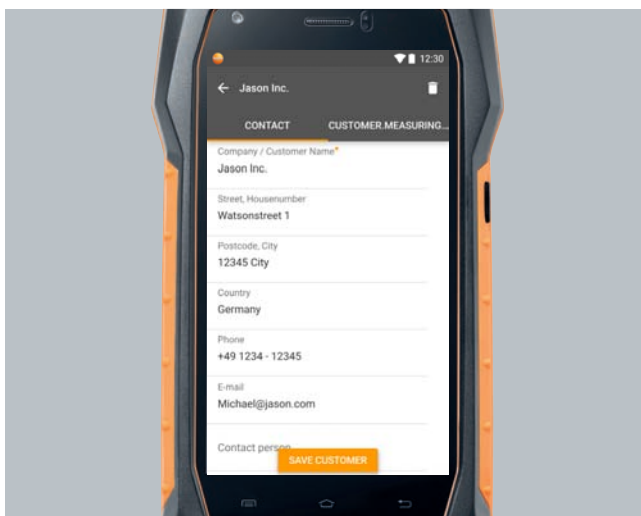 12:30
Jason Inc.
CONTACT CUSTOMER.MEASURING...
Company / Customer Name*
Jason Inc.
Street, Housenumber
Watsonstreet 1
Postcode, City
12345 City
Country
Germany
Phone
+49 1234 - 12345
E-mail
Michael@jason.com
Contact person
SAVE CUSTOMER